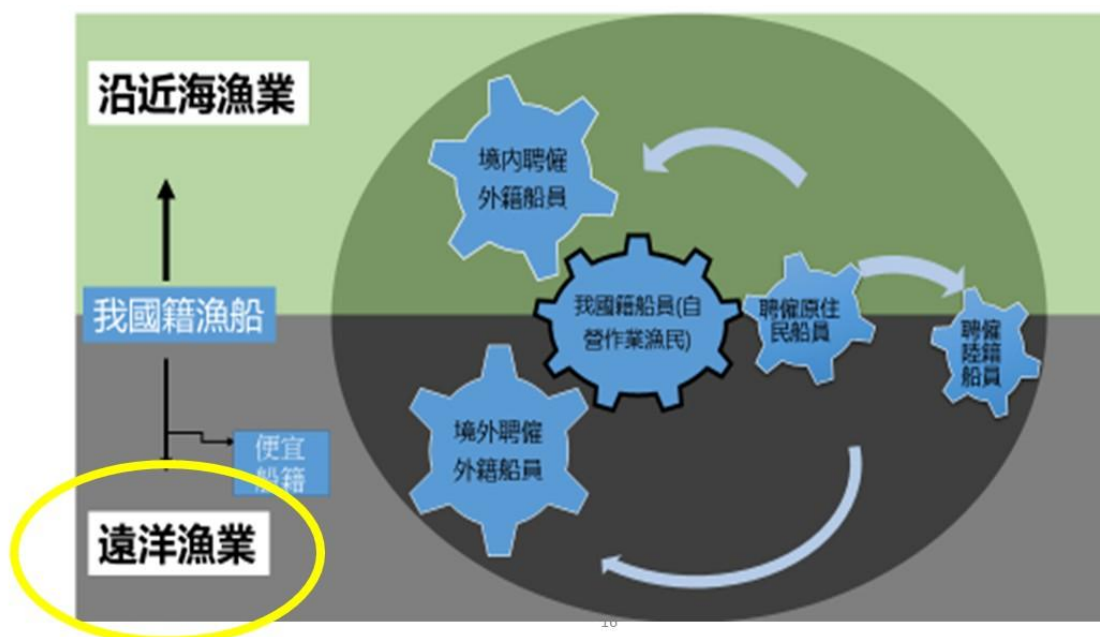 沿近海漁業
境內聘僱
外籍船員
我國籍漁船
我國籍船員(自
營作業漁民)
聘僱原住
民船員
聘僱
陸籍
船員
境外聘僱
外籍船員
便宜
船籍
遠洋漁業
16